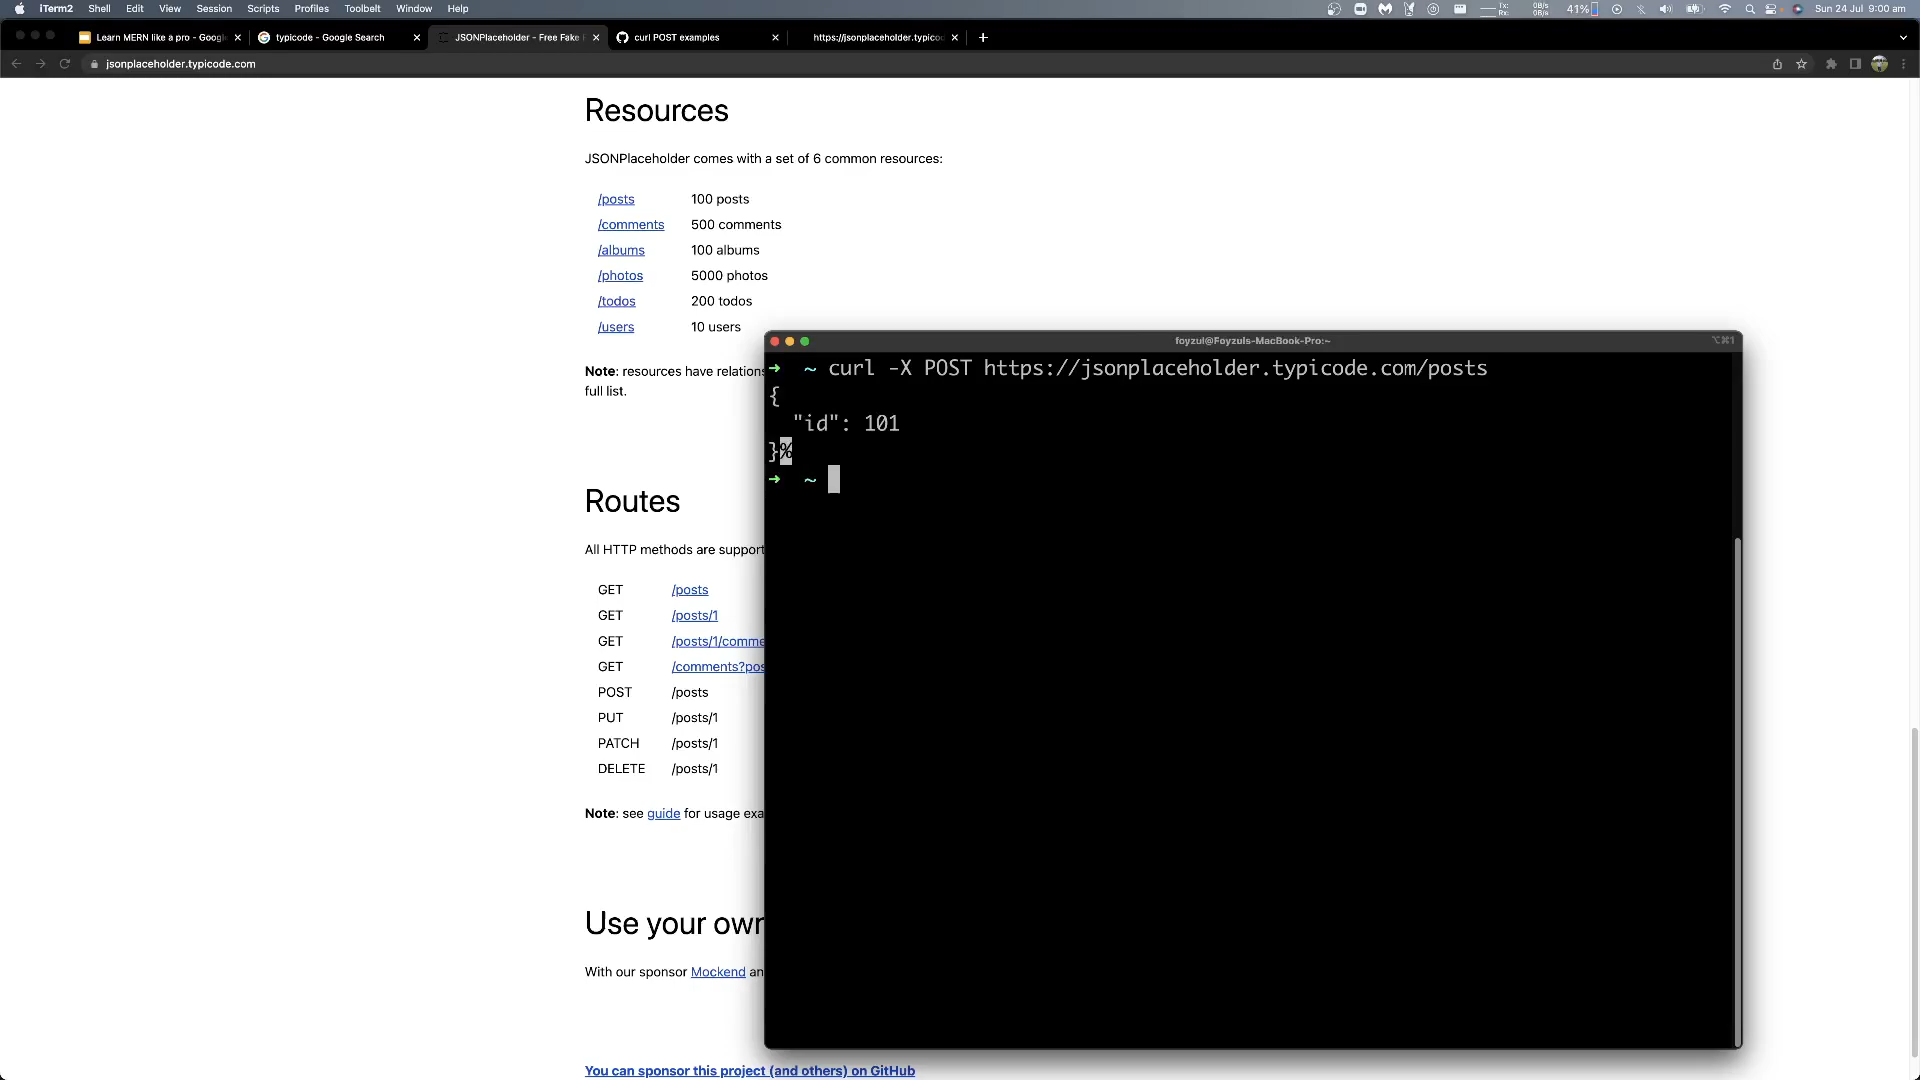 iTerm2 Shell Edit View Session Scripts Profiles Toolbelt Window Help 41% Sun 24 Jul 9:00 am
Learn MERN like a pro - Googl
typicode - Google Search
JSONPlaceholder - Free Fake
curl POST examples
https://jsonplaceholder.typicod
jsonplaceholder.typicode.com
Resources
JSONPlaceholder comes with a set of 6 common resources:
/posts 100 posts
/comments 500 comments
/albums 100 albums
/photos 5000 photos
/todos 200 todos
/users 10 users
Note: resources have relations
full list.
Routes
All HTTP methods are support
GET /posts
GET /posts/1
GET /posts/1/comme
GET /comments?pos
POST /posts
PUT /posts/1
PATCH /posts/1
DELETE /posts/1
Note: see guide for usage exa
Use your own
With our sponsor Mockend an
You can sponsor this project (and others) on GitHub
foyzul@Foyzuls-MacBook-Pro:~ ⌥⌘1
➜ ~ curl -X POST https://jsonplaceholder.typicode.com/posts
{
"id": 101
}%
➜ ~